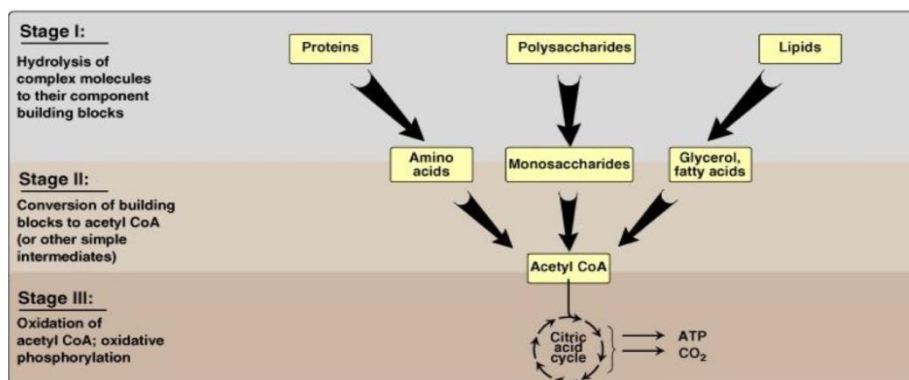 Stage I:
Hydrolysis of
complex molecules
to their component
building blocks
Proteins
Polysaccharides
Lipids
Amino
acids
Monosaccharides
Glycerol,
fatty acids
Stage II:
Conversion of building
blocks to acetyl CoA
(or other simple
intermediates)
Acetyl CoA
Stage III:
Oxidation of
acetyl CoA; oxidative
phosphorylation
Citric
acid
cycle
ATP
CO₂